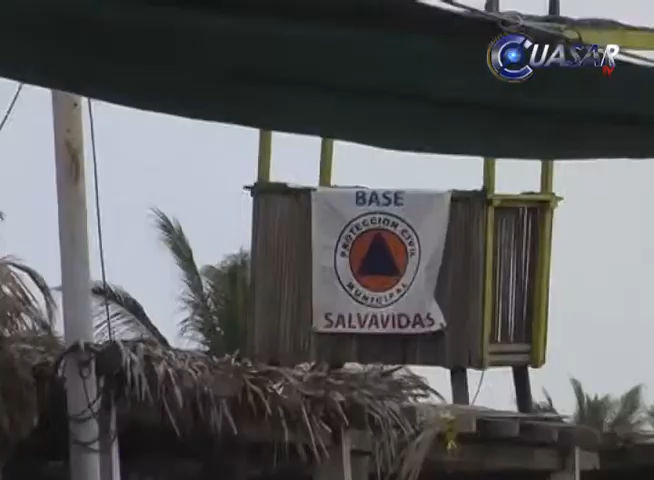 CUASAR
TV
BASE
PROTECCION CIVIL
MUNICIPAL
SALVAVIDAS